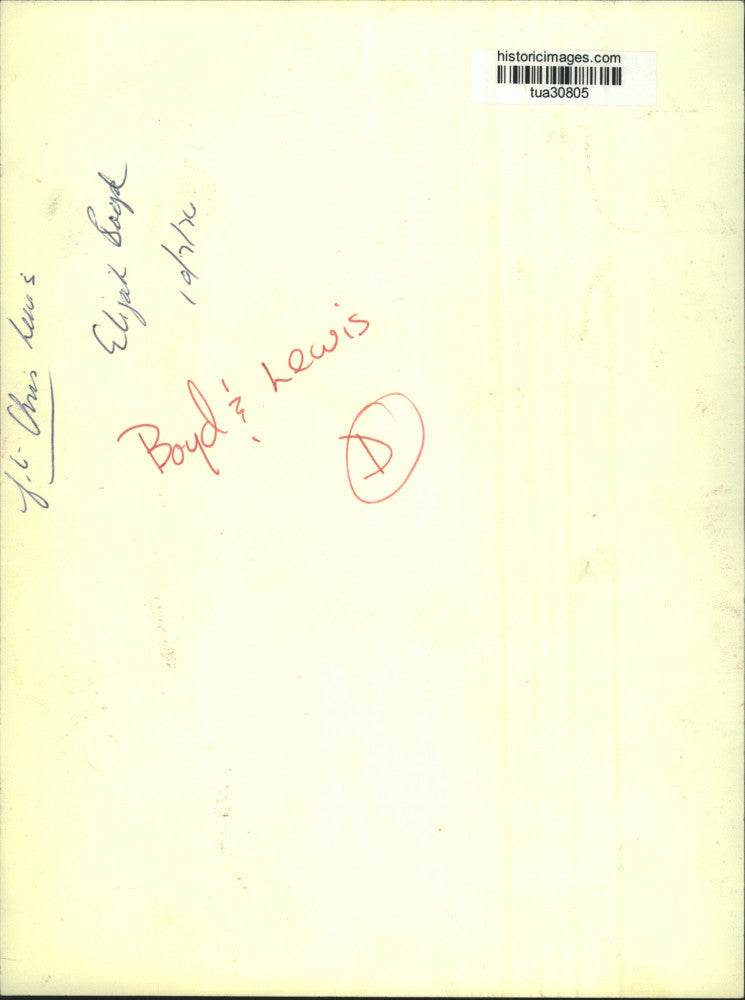 historicimages.com
tua30805
Chris Lewis
Elijah Boyd
Boyd & Lewis
D